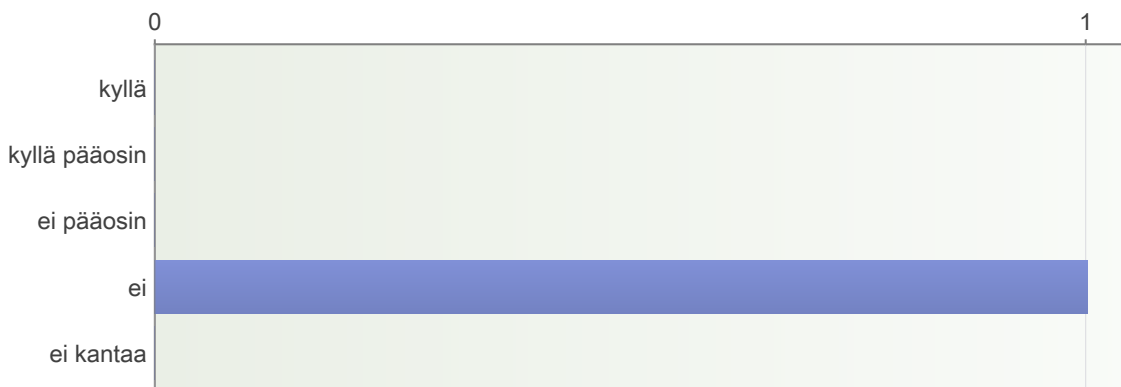 0 1
kyllä
kyllä pääosin
ei pääosin
ei
ei kantaa